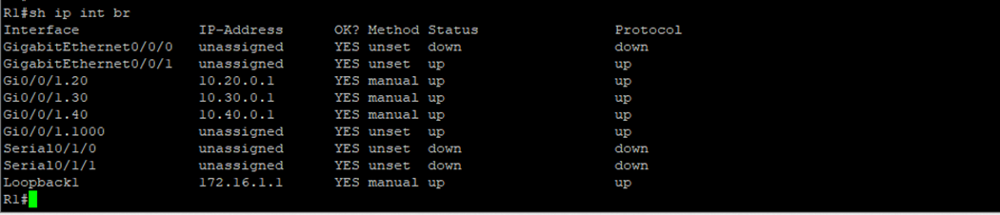 R1#sh ip int br
Interface              IP-Address      OK? Method Status                Protocol
GigabitEthernet0/0/0   unassigned      YES unset  down                  down
GigabitEthernet0/0/1   unassigned      YES unset  up                    up
Gi0/0/1.20             10.20.0.1       YES manual up                    up
Gi0/0/1.30             10.30.0.1       YES manual up                    up
Gi0/0/1.40             10.40.0.1       YES manual up                    up
Gi0/0/1.1000           unassigned      YES unset  up                    up
Serial0/1/0            unassigned      YES unset  down                  down
Serial0/1/1            unassigned      YES unset  down                  down
Loopback1              172.16.1.1      YES manual up                    up
R1#